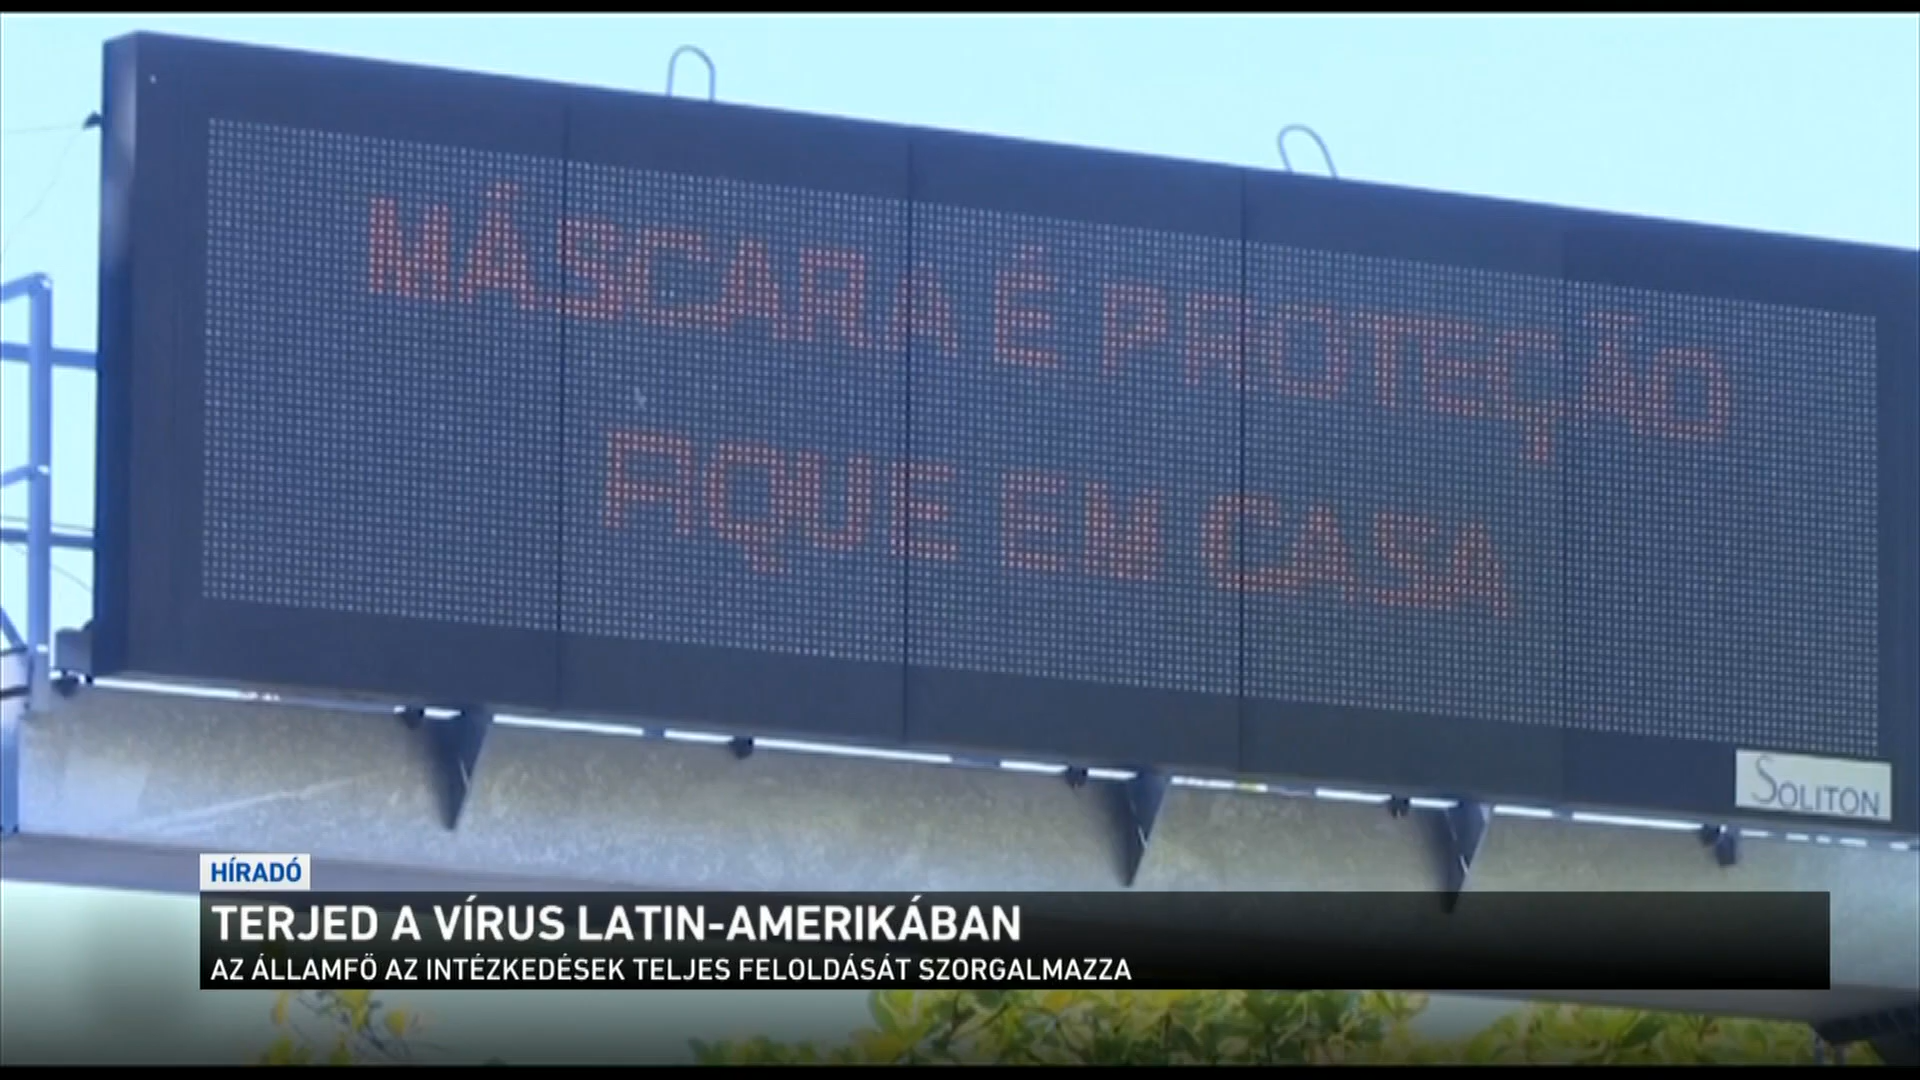 MÁSCARA É PROTEÇÃO
FIQUE EM CASA
SOLITON
HÍRADÓ
TERJED A VÍRUS LATIN-AMERIKÁBAN
AZ ÁLLAMFŐ AZ INTÉZKEDÉSEK TELJES FELOLDÁSÁT SZORGALMAZZA